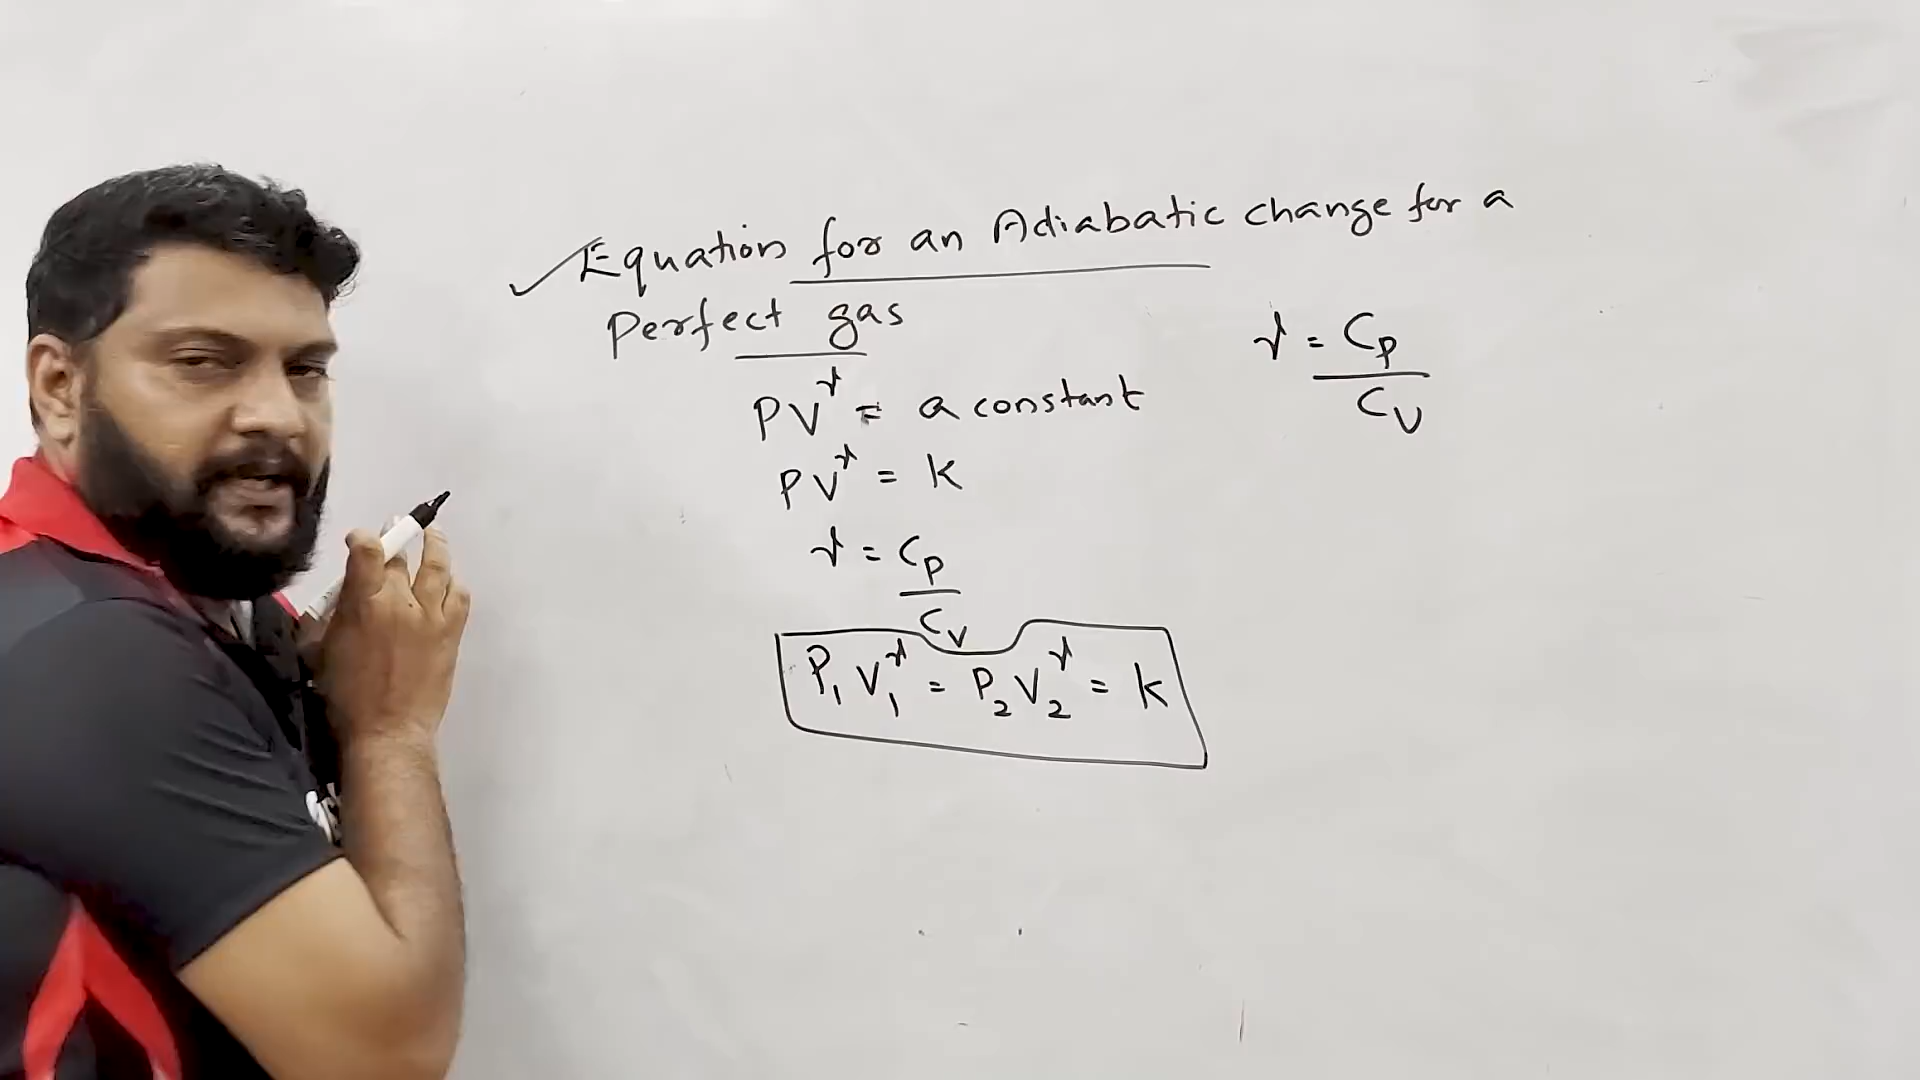 Equation for an Adiabatic change for a
Perfect gas
γ = Cp
Cv
PV^γ = a constant
PV^γ = k
γ = Cp
Cv
P₁V₁^γ = P₂V₂^γ = k